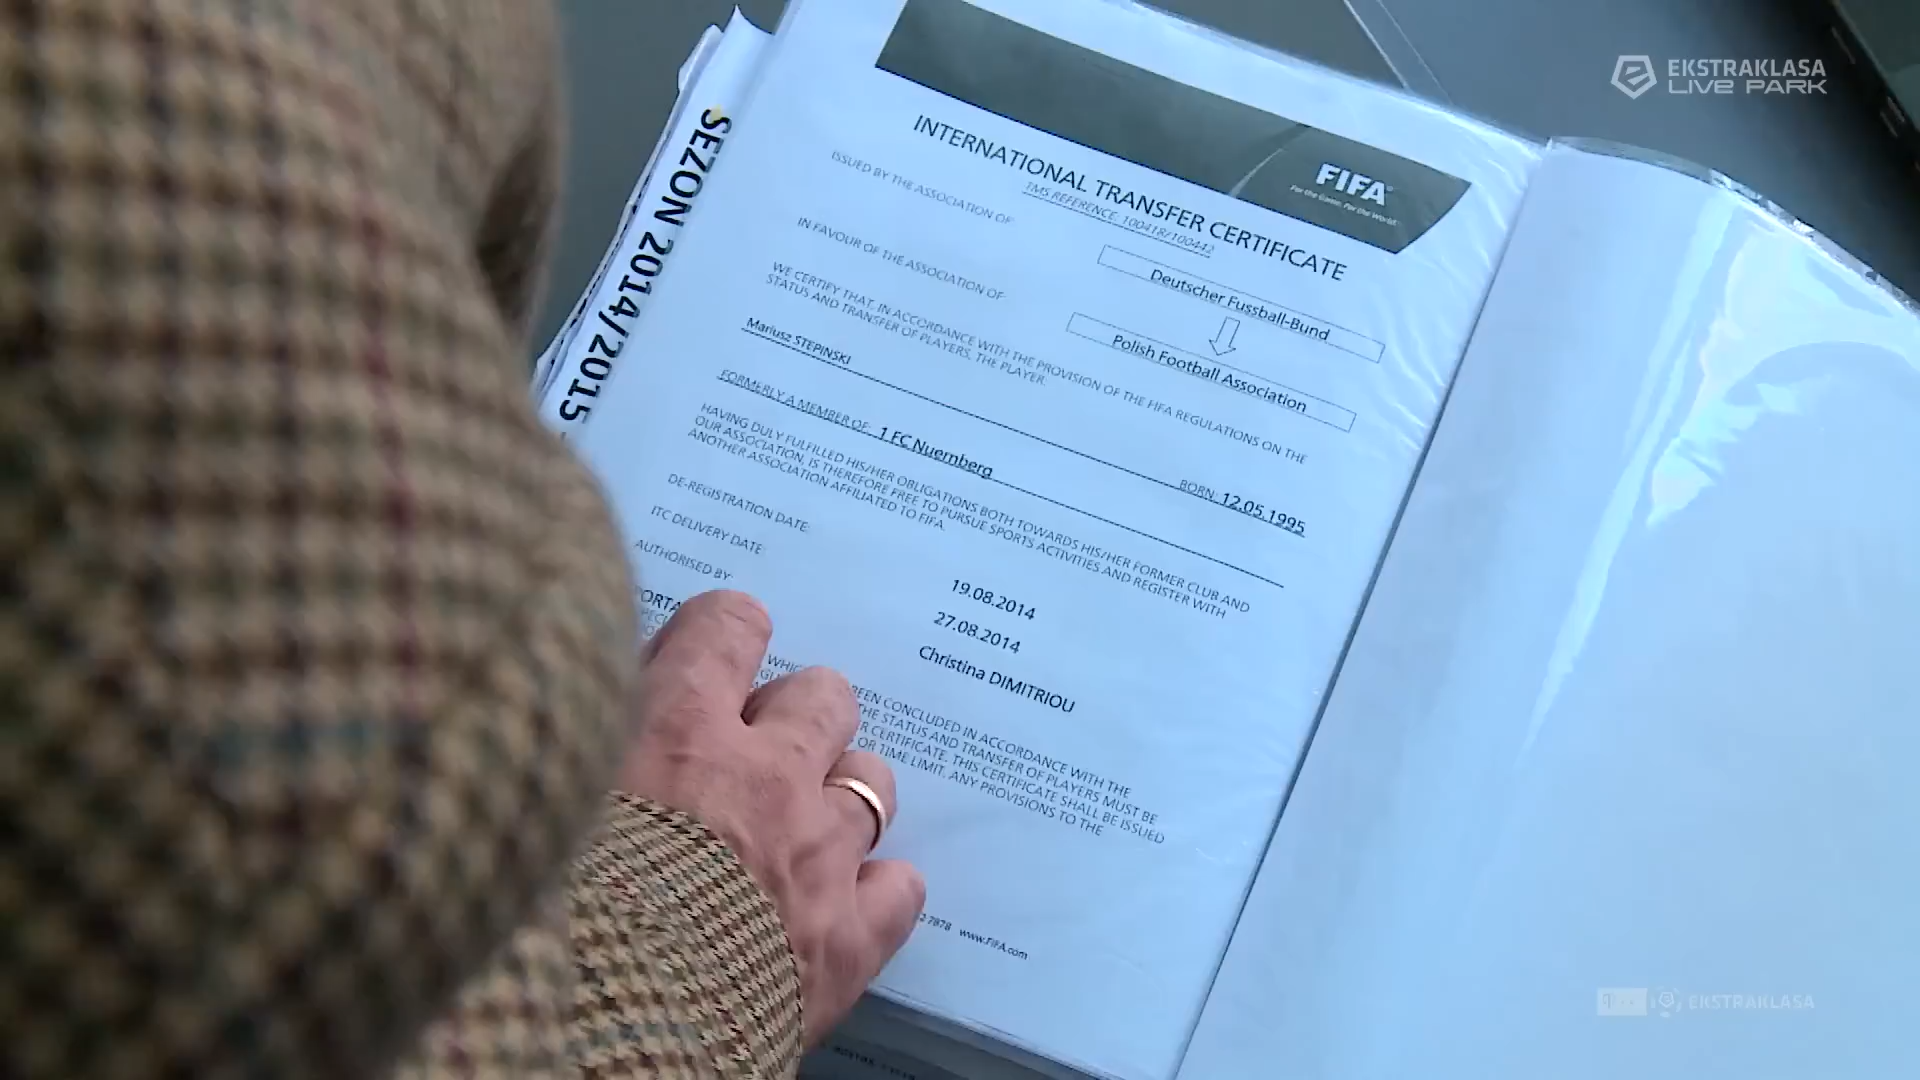 EKSTRAKLASA
LIVE PARK
SEZON 2014/2015
FIFA
For the Game. For the World.
INTERNATIONAL TRANSFER CERTIFICATE
TMS REFERENCE: 100418/100442
ISSUED BY THE ASSOCIATION OF:
Deutscher Fussball-Bund
IN FAVOUR OF THE ASSOCIATION OF:
Polish Football Association
WE CERTIFY THAT, IN ACCORDANCE WITH THE PROVISION OF THE FIFA REGULATIONS ON THE
STATUS AND TRANSFER OF PLAYERS, THE PLAYER:
Mariusz STEPINSKI
BORN: 12.05.1995
FORMERLY A MEMBER OF: 1 FC Nuernberg
HAVING DULY FULFILLED HIS/HER OBLIGATIONS BOTH TOWARDS HIS/HER FORMER CLUB AND
OUR ASSOCIATION, IS THEREFORE FREE TO PURSUE SPORTS ACTIVITIES AND REGISTER WITH
ANOTHER ASSOCIATION AFFILIATED TO FIFA.
DE-REGISTRATION DATE: 19.08.2014
ITC DELIVERY DATE: 27.08.2014
AUTHORISED BY: Christina DIMITRIOU
BEEN CONCLUDED IN ACCORDANCE WITH THE
THE STATUS AND TRANSFER OF PLAYERS MUST BE
CERTIFICATE. THIS CERTIFICATE SHALL BE ISSUED
OR TIME LIMIT. ANY PROVISIONS TO THE
7878 www.FIFA.com
EKSTRAKLASA